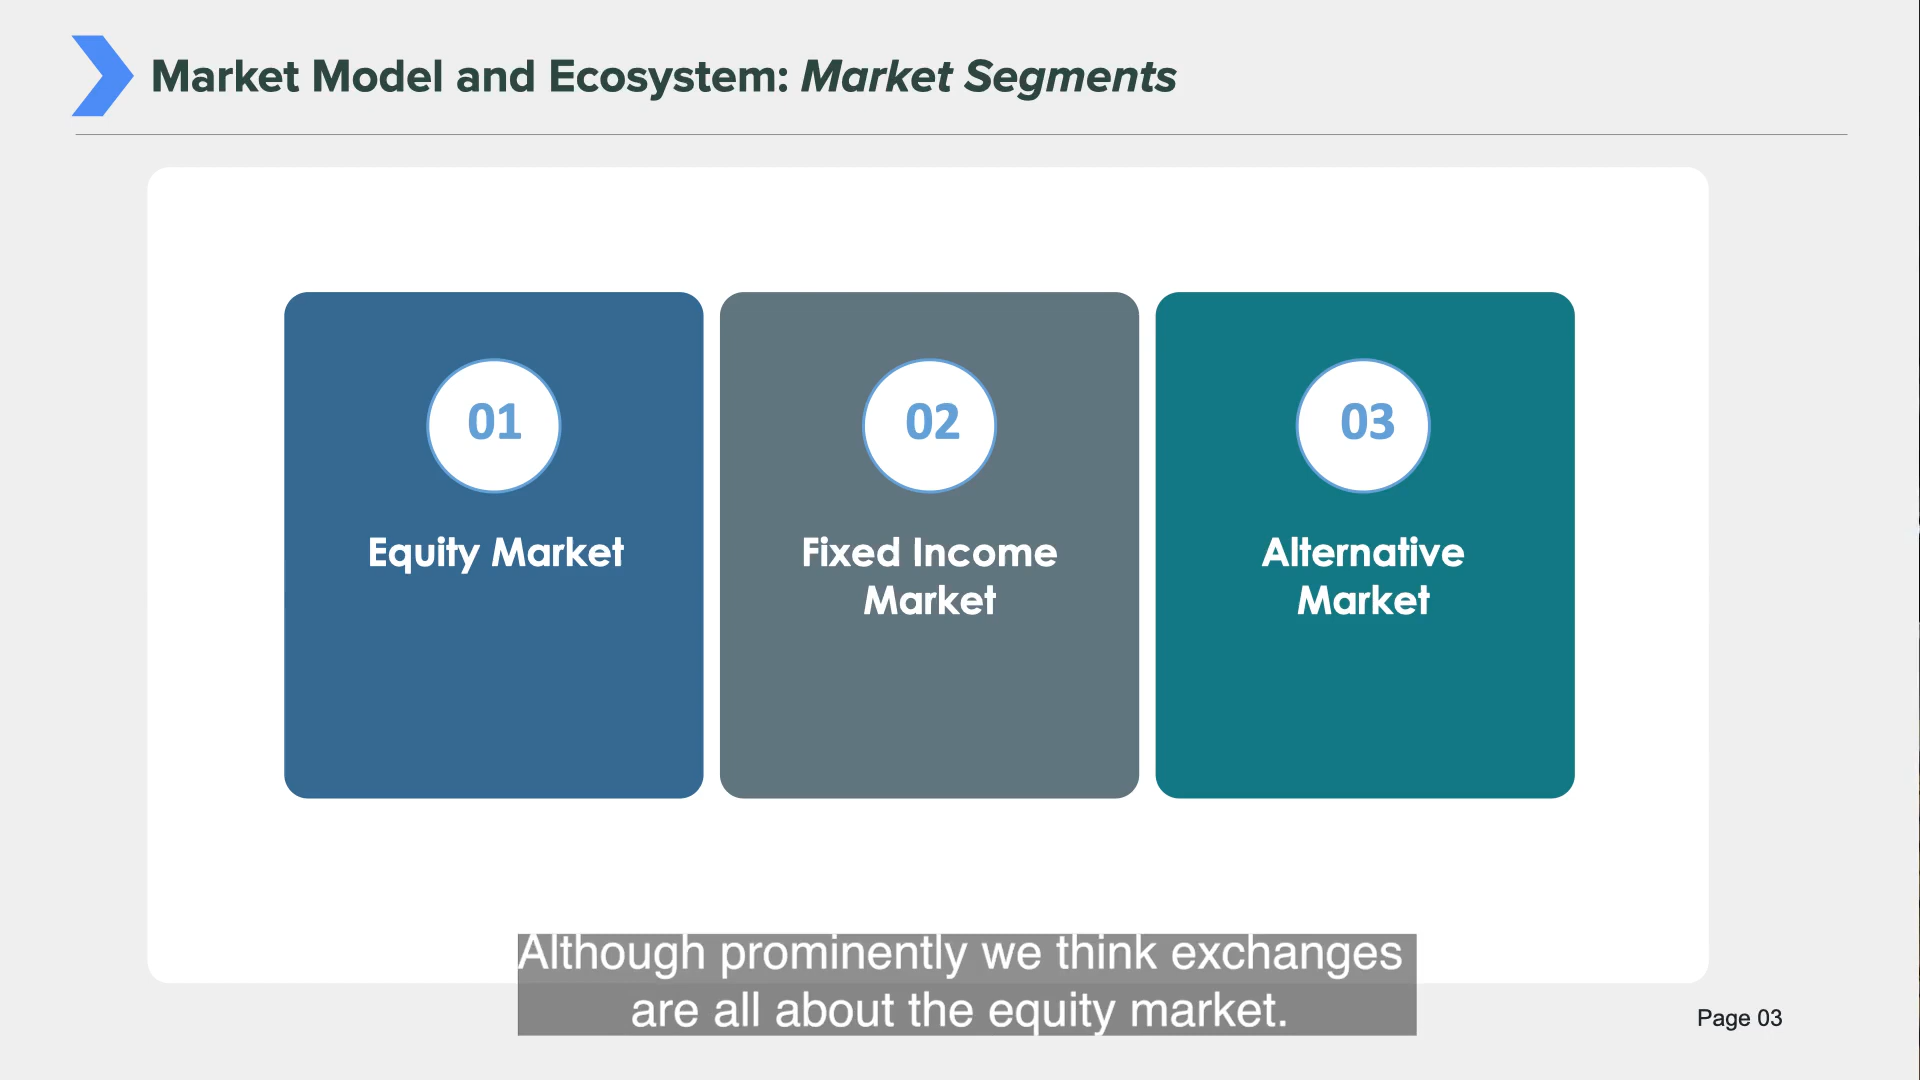 Market Model and Ecosystem: Market Segments
01
Equity Market
02
Fixed Income
Market
03
Alternative
Market
Although prominently we think exchanges
are all about the equity market.
Page 03